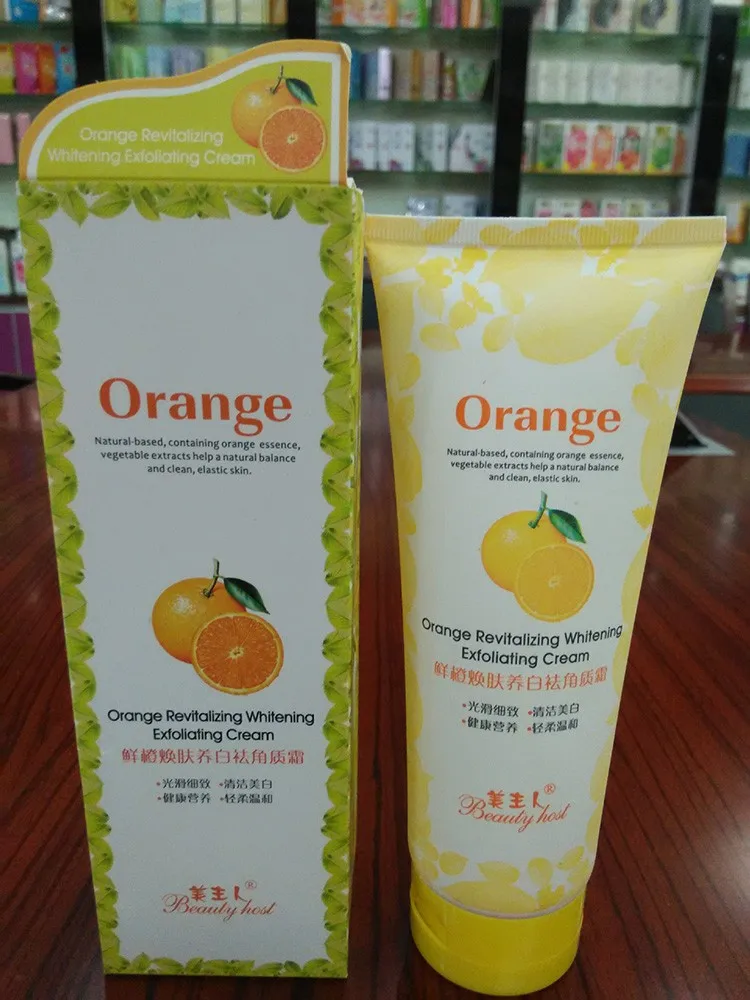 Orange Revitalizing
Whitening Exfoliating Cream
Orange
Natural-based, containing orange essence,
vegetable extracts help a natural balance
and clean, elastic skin.
Orange Revitalizing Whitening
Exfoliating Cream
鲜橙焕肤养白祛角质霜
•光滑细致 •清洁美白
•健康营养 •轻柔温和
美主人®
Beauty host
Orange
Natural-based, containing orange essence,
vegetable extracts help a natural balance
and clean, elastic skin.
Orange Revitalizing Whitening
Exfoliating Cream
鲜橙焕肤养白祛角质霜
•光滑细致 •清洁美白
•健康营养 •轻柔温和
美主人®
Beauty host